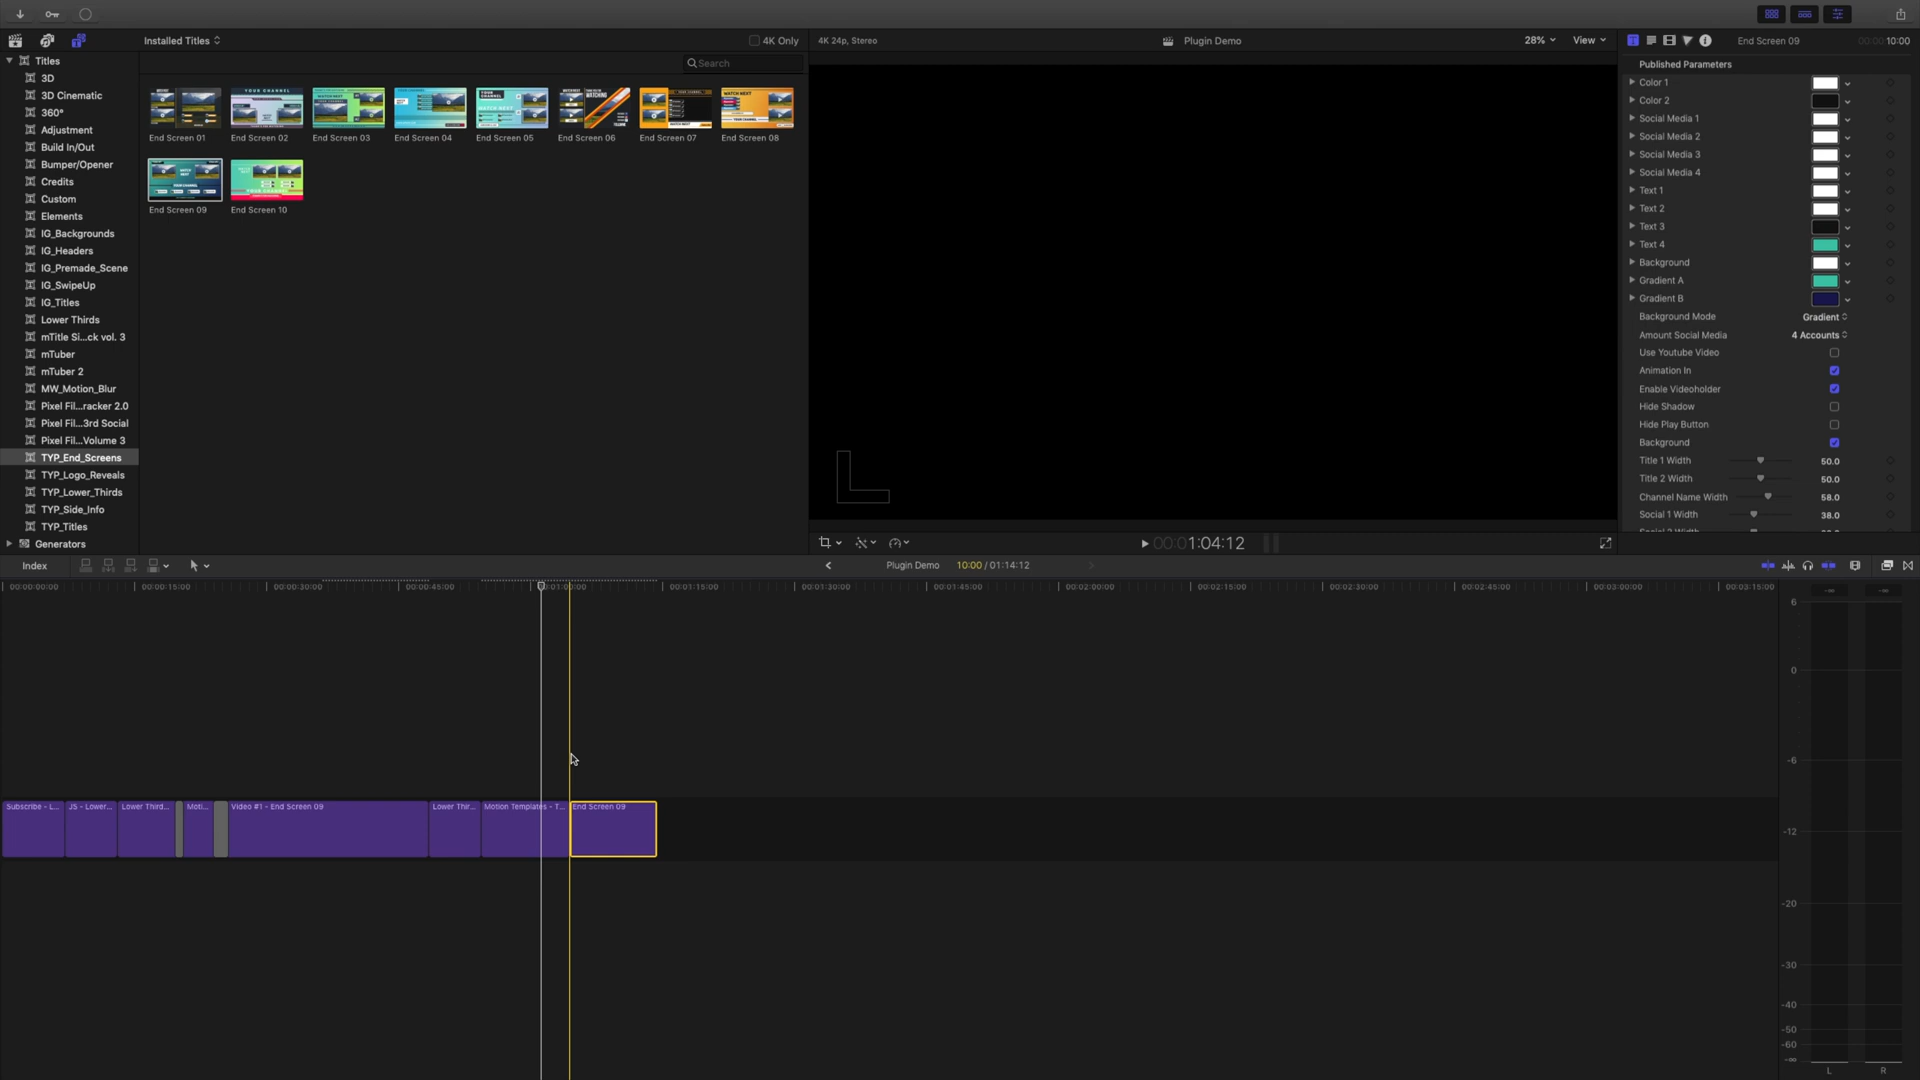 Installed Titles
4K Only
4K 24p, Stereo
Plugin Demo
28%
View
End Screen 09
00:00:10:00
Search
Titles
3D
3D Cinematic
360°
Adjustment
Build In/Out
Bumper/Opener
Credits
Custom
Elements
IG_Backgrounds
IG_Headers
IG_Premade_Scene
IG_SwipeUp
IG_Titles
Lower Thirds
mTitle Si...ck vol. 3
mTuber
mTuber 2
MW_Motion_Blur
Pixel Fil...racker 2.0
Pixel Fil...3rd Social
Pixel Fil...Volume 3
TYP_End_Screens
TYP_Logo_Reveals
TYP_Lower_Thirds
TYP_Side_Info
TYP_Titles
Generators
End Screen 01
End Screen 02
End Screen 03
End Screen 04
End Screen 05
End Screen 06
End Screen 07
End Screen 08
End Screen 09
End Screen 10
Published Parameters
Color 1
Color 2
Social Media 1
Social Media 2
Social Media 3
Social Media 4
Text 1
Text 2
Text 3
Text 4
Background
Gradient A
Gradient B
Background Mode Gradient
Amount Social Media 4 Accounts
Use Youtube Video
Animation In
Enable Videoholder
Hide Shadow
Hide Play Button
Background
Title 1 Width 50.0
Title 2 Width 50.0
Channel Name Width 58.0
Social 1 Width 38.0
00:00:01:04:12
Index
Plugin Demo
10:00 / 01:14:12
00:00:00:00
00:00:15:00
00:00:30:00
00:00:45:00
00:01:00:00
00:01:15:00
00:01:30:00
00:01:45:00
00:02:00:00
00:02:15:00
00:02:30:00
00:02:45:00
00:03:00:00
00:03:15:00
Subscribe - L...
JS - Lower...
Lower Third...
Moti...
Video #1 - End Screen 09
Lower Thir...
Motion Templates - T...
End Screen 09
-∞
-∞
6
0
-6
-12
-20
-30
-40
-50
-60
-∞
L
R